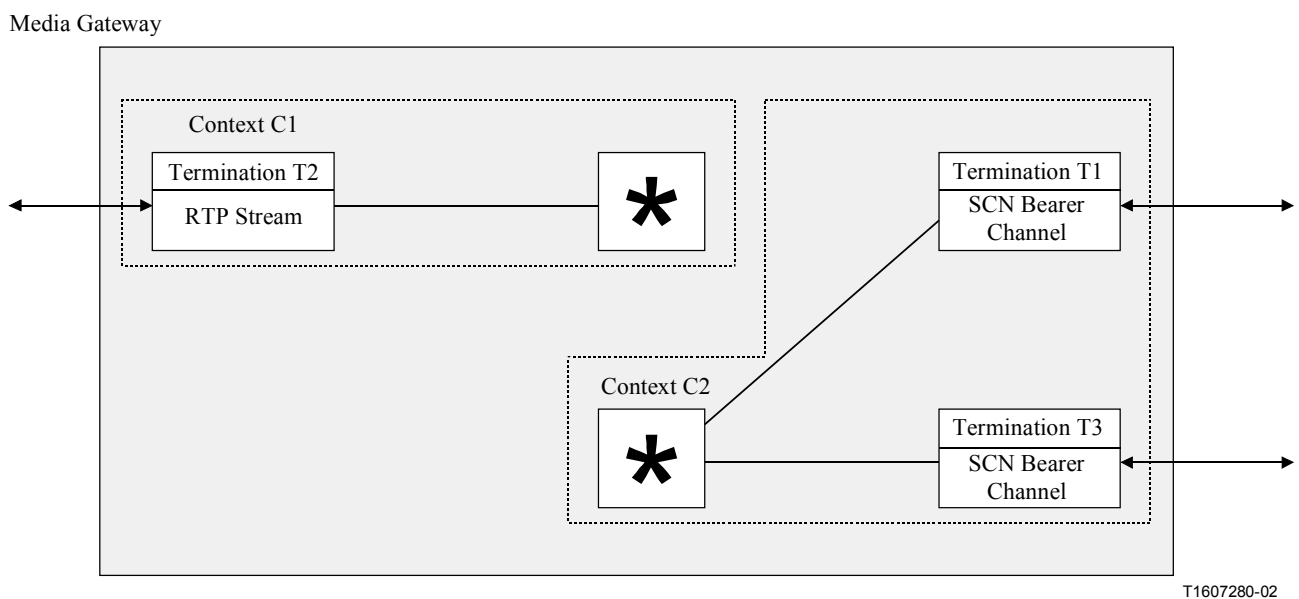 Media Gateway
Context C1
Termination T2
RTP Stream
*
Termination T1
SCN Bearer
Channel
Context C2
*
Termination T3
SCN Bearer
Channel
T1607280-02